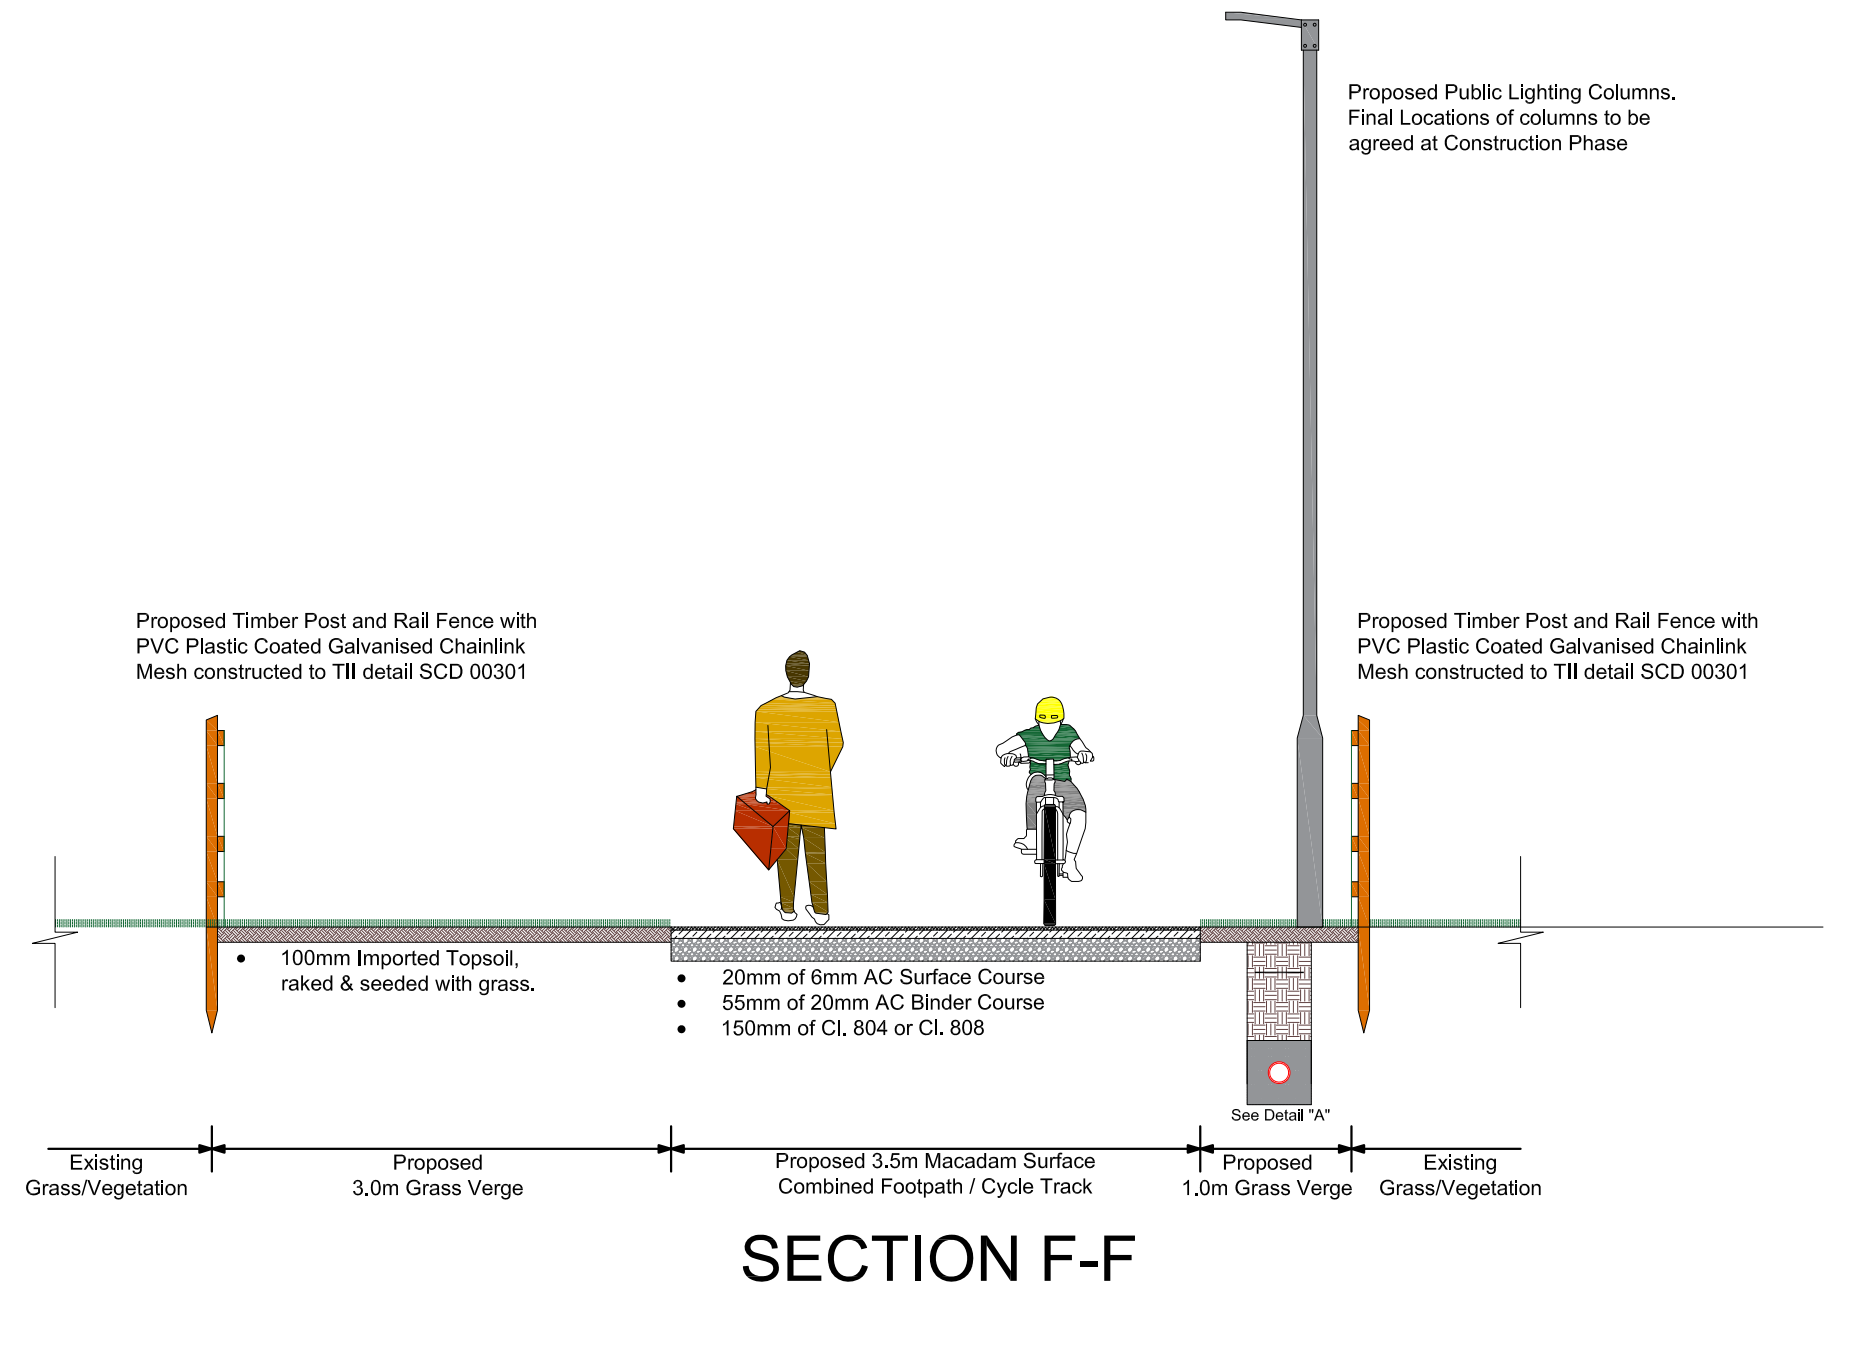 Proposed Public Lighting Columns.
Final Locations of columns to be
agreed at Construction Phase
Proposed Timber Post and Rail Fence with
PVC Plastic Coated Galvanised Chainlink
Mesh constructed to TII detail SCD 00301
Proposed Timber Post and Rail Fence with
PVC Plastic Coated Galvanised Chainlink
Mesh constructed to TII detail SCD 00301
• 100mm Imported Topsoil,
raked & seeded with grass.
• 20mm of 6mm AC Surface Course
• 55mm of 20mm AC Binder Course
• 150mm of Cl. 804 or Cl. 808
See Detail "A"
Existing
Grass/Vegetation
Proposed
3.0m Grass Verge
Proposed 3.5m Macadam Surface
Combined Footpath / Cycle Track
Proposed
1.0m Grass Verge
Existing
Grass/Vegetation
SECTION F-F